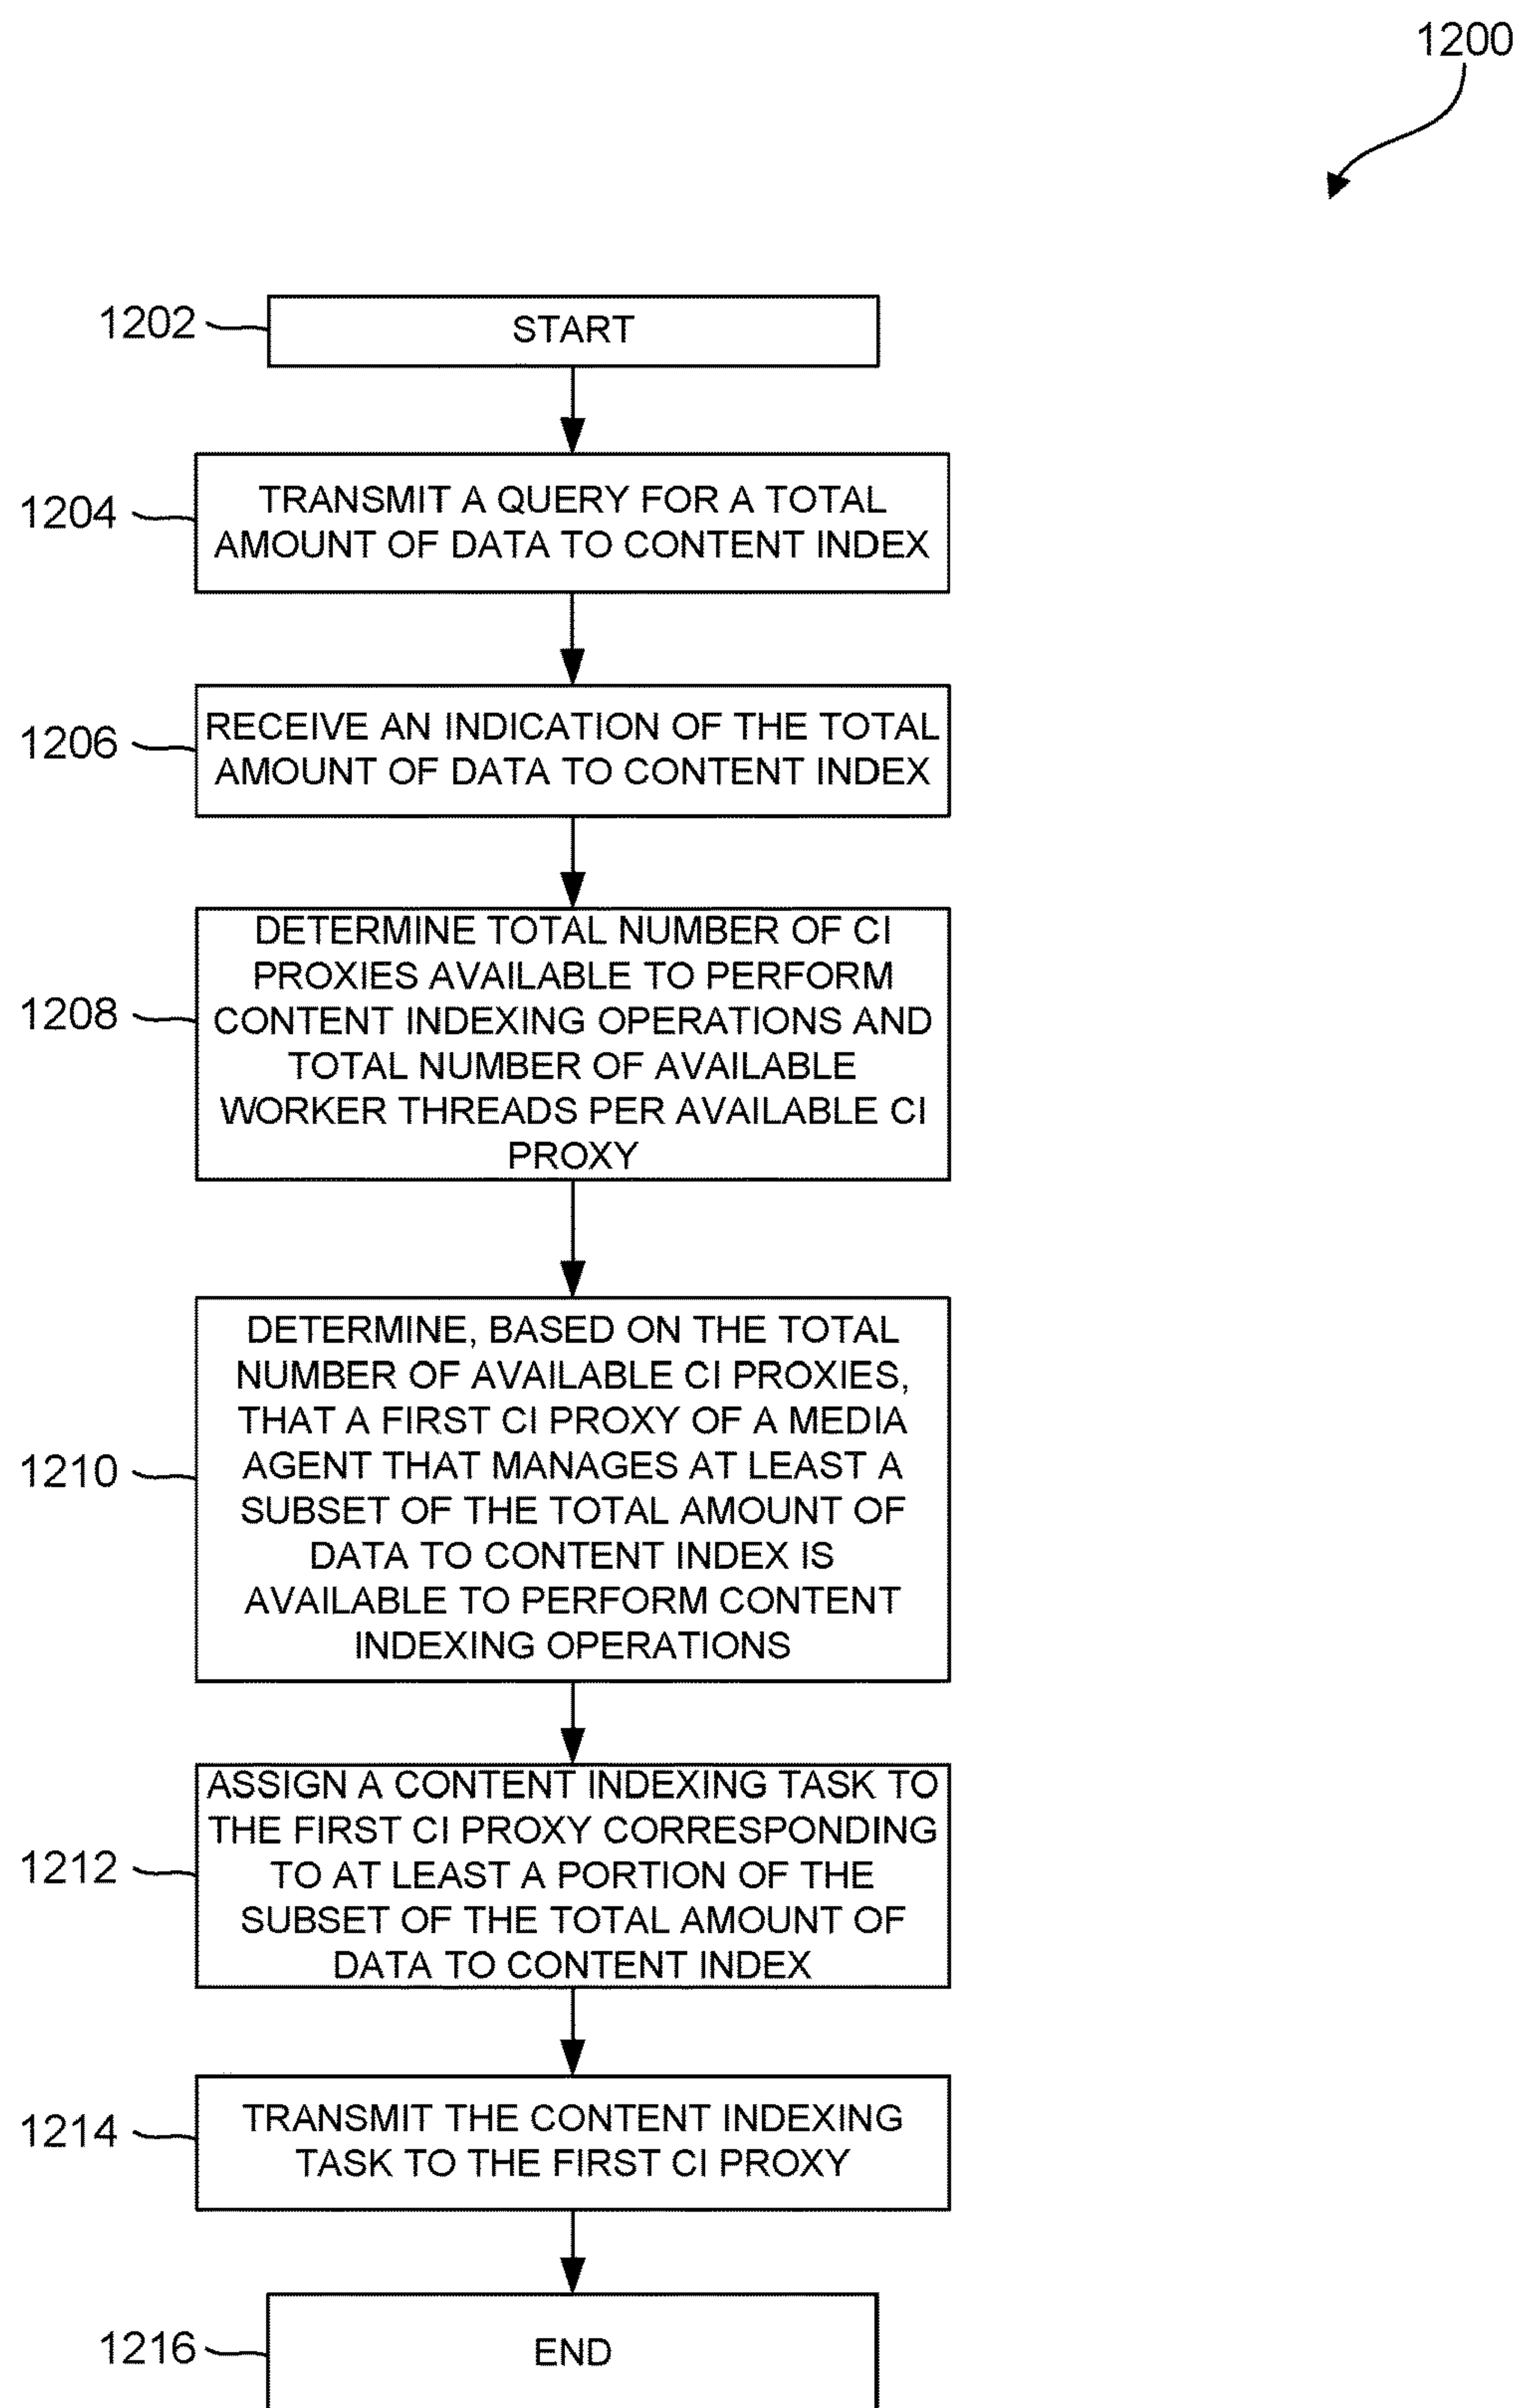 1200
1202
START
1204
TRANSMIT A QUERY FOR A TOTAL
AMOUNT OF DATA TO CONTENT INDEX
1206
RECEIVE AN INDICATION OF THE TOTAL
AMOUNT OF DATA TO CONTENT INDEX
1208
DETERMINE TOTAL NUMBER OF CI
PROXIES AVAILABLE TO PERFORM
CONTENT INDEXING OPERATIONS AND
TOTAL NUMBER OF AVAILABLE
WORKER THREADS PER AVAILABLE CI
PROXY
1210
DETERMINE, BASED ON THE TOTAL
NUMBER OF AVAILABLE CI PROXIES,
THAT A FIRST CI PROXY OF A MEDIA
AGENT THAT MANAGES AT LEAST A
SUBSET OF THE TOTAL AMOUNT OF
DATA TO CONTENT INDEX IS
AVAILABLE TO PERFORM CONTENT
INDEXING OPERATIONS
1212
ASSIGN A CONTENT INDEXING TASK TO
THE FIRST CI PROXY CORRESPONDING
TO AT LEAST A PORTION OF THE
SUBSET OF THE TOTAL AMOUNT OF
DATA TO CONTENT INDEX
1214
TRANSMIT THE CONTENT INDEXING
TASK TO THE FIRST CI PROXY
1216
END